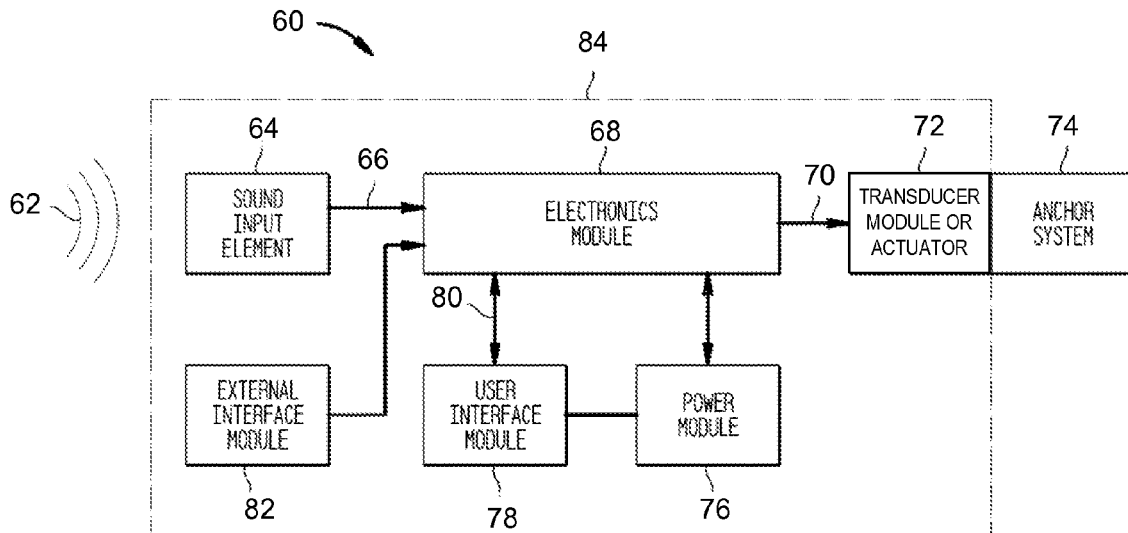 60
84
64
66
68
70
72
74
62
SOUND
INPUT
ELEMENT
ELECTRONICS
MODULE
TRANSDUCER
MODULE OR
ACTUATOR
ANCHOR
SYSTEM
80
EXTERNAL
INTERFACE
MODULE
USER
INTERFACE
MODULE
POWER
MODULE
82
78
76